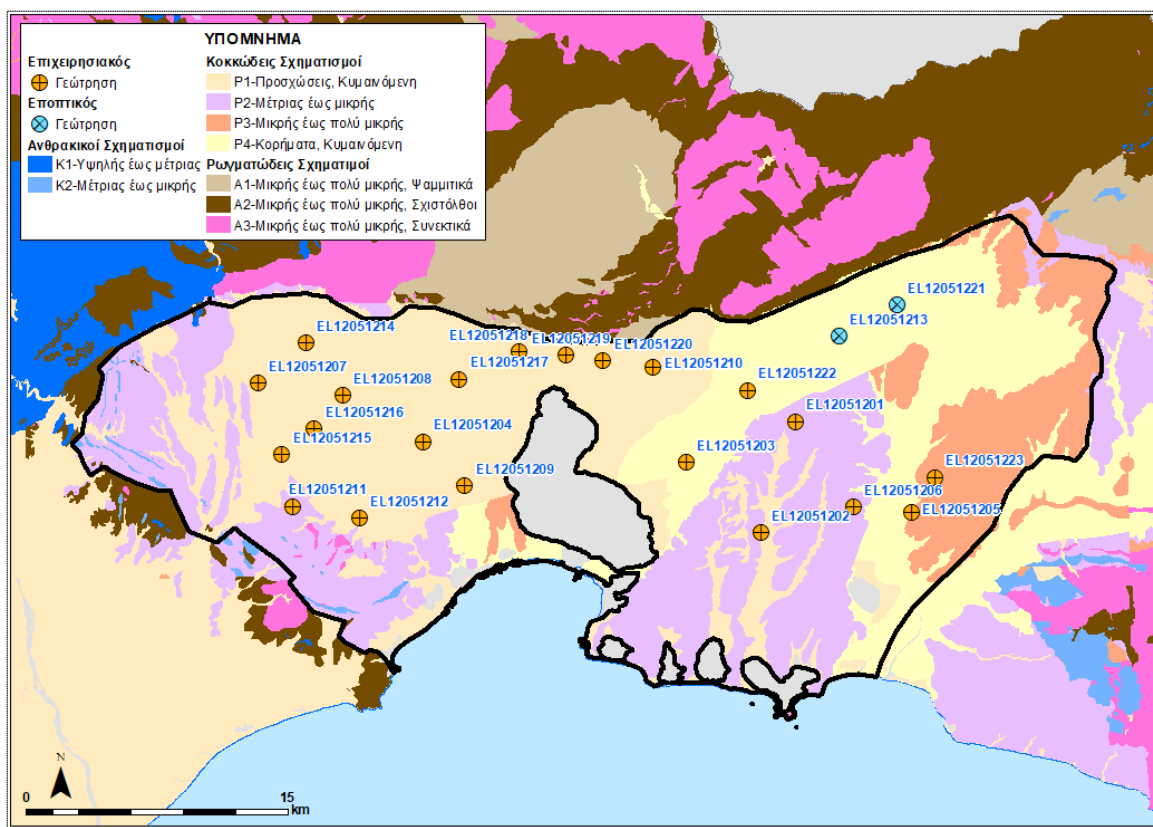 ΥΠΟΜΝΗΜΑ
Επιχειρησιακός
Γεώτρηση
Εποπτικός
Γεώτρηση
Ανθρακικοί Σχηματισμοί
Κ1-Υψηλής έως μέτριας
Κ2-Μέτριας έως μικρής
Κοκκώδεις Σχηματισμοί
Ρ1-Προσχώσεις, Κυμαινόμενη
Ρ2-Μέτριας έως μικρής
Ρ3-Μικρής έως πολύ μικρής
Ρ4-Κορήματα, Κυμαινόμενη
Ρωγματώδεις Σχηματιμοί
Α1-Μικρής έως πολύ μικρής, Ψαμμιτικά
Α2-Μικρής έως πολύ μικρής, Σχιστόλθοι
Α3-Μικρής έως πολύ μικρής, Συνεκτικά
EL12051221
EL12051213
EL12051214
EL12051218
EL12051219
EL12051220
EL12051217
EL12051210
EL12051207
EL12051208
EL12051222
EL12051216
EL12051204
EL12051201
EL12051215
EL12051203
EL12051209
EL12051223
EL12051211
EL12051212
EL12051206
EL12051202
EL12051205
N
0 15
km